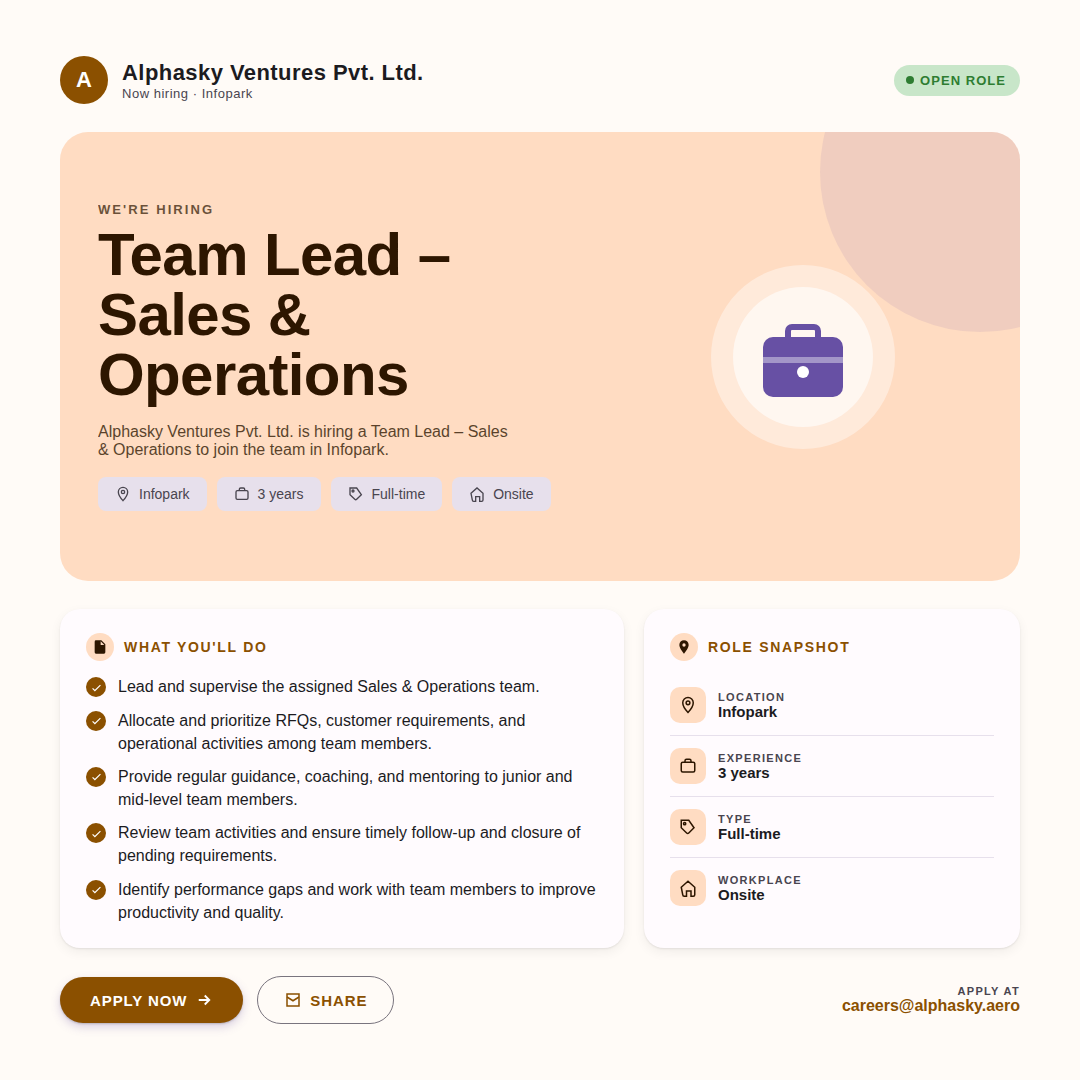 A
Alphasky Ventures Pvt. Ltd.
Now hiring · Infopark
OPEN ROLE
WE'RE HIRING
Team Lead –
Sales &
Operations
Alphasky Ventures Pvt. Ltd. is hiring a Team Lead – Sales
& Operations to join the team in Infopark.
Infopark
3 years
Full-time
Onsite
WHAT YOU'LL DO
Lead and supervise the assigned Sales & Operations team.
Allocate and prioritize RFQs, customer requirements, and
operational activities among team members.
Provide regular guidance, coaching, and mentoring to junior and
mid-level team members.
Review team activities and ensure timely follow-up and closure of
pending requirements.
Identify performance gaps and work with team members to improve
productivity and quality.
ROLE SNAPSHOT
LOCATION
Infopark
EXPERIENCE
3 years
TYPE
Full-time
WORKPLACE
Onsite
APPLY NOW
SHARE
APPLY AT
careers@alphasky.aero